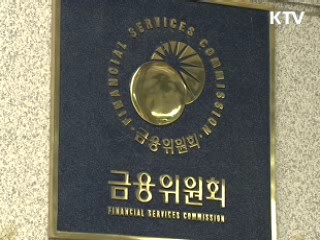 KTV
· FINANCIAL SERVICES COMMISSION ·
금융위원회
금융위원회
FINANCIAL SERVICES COMMISSION